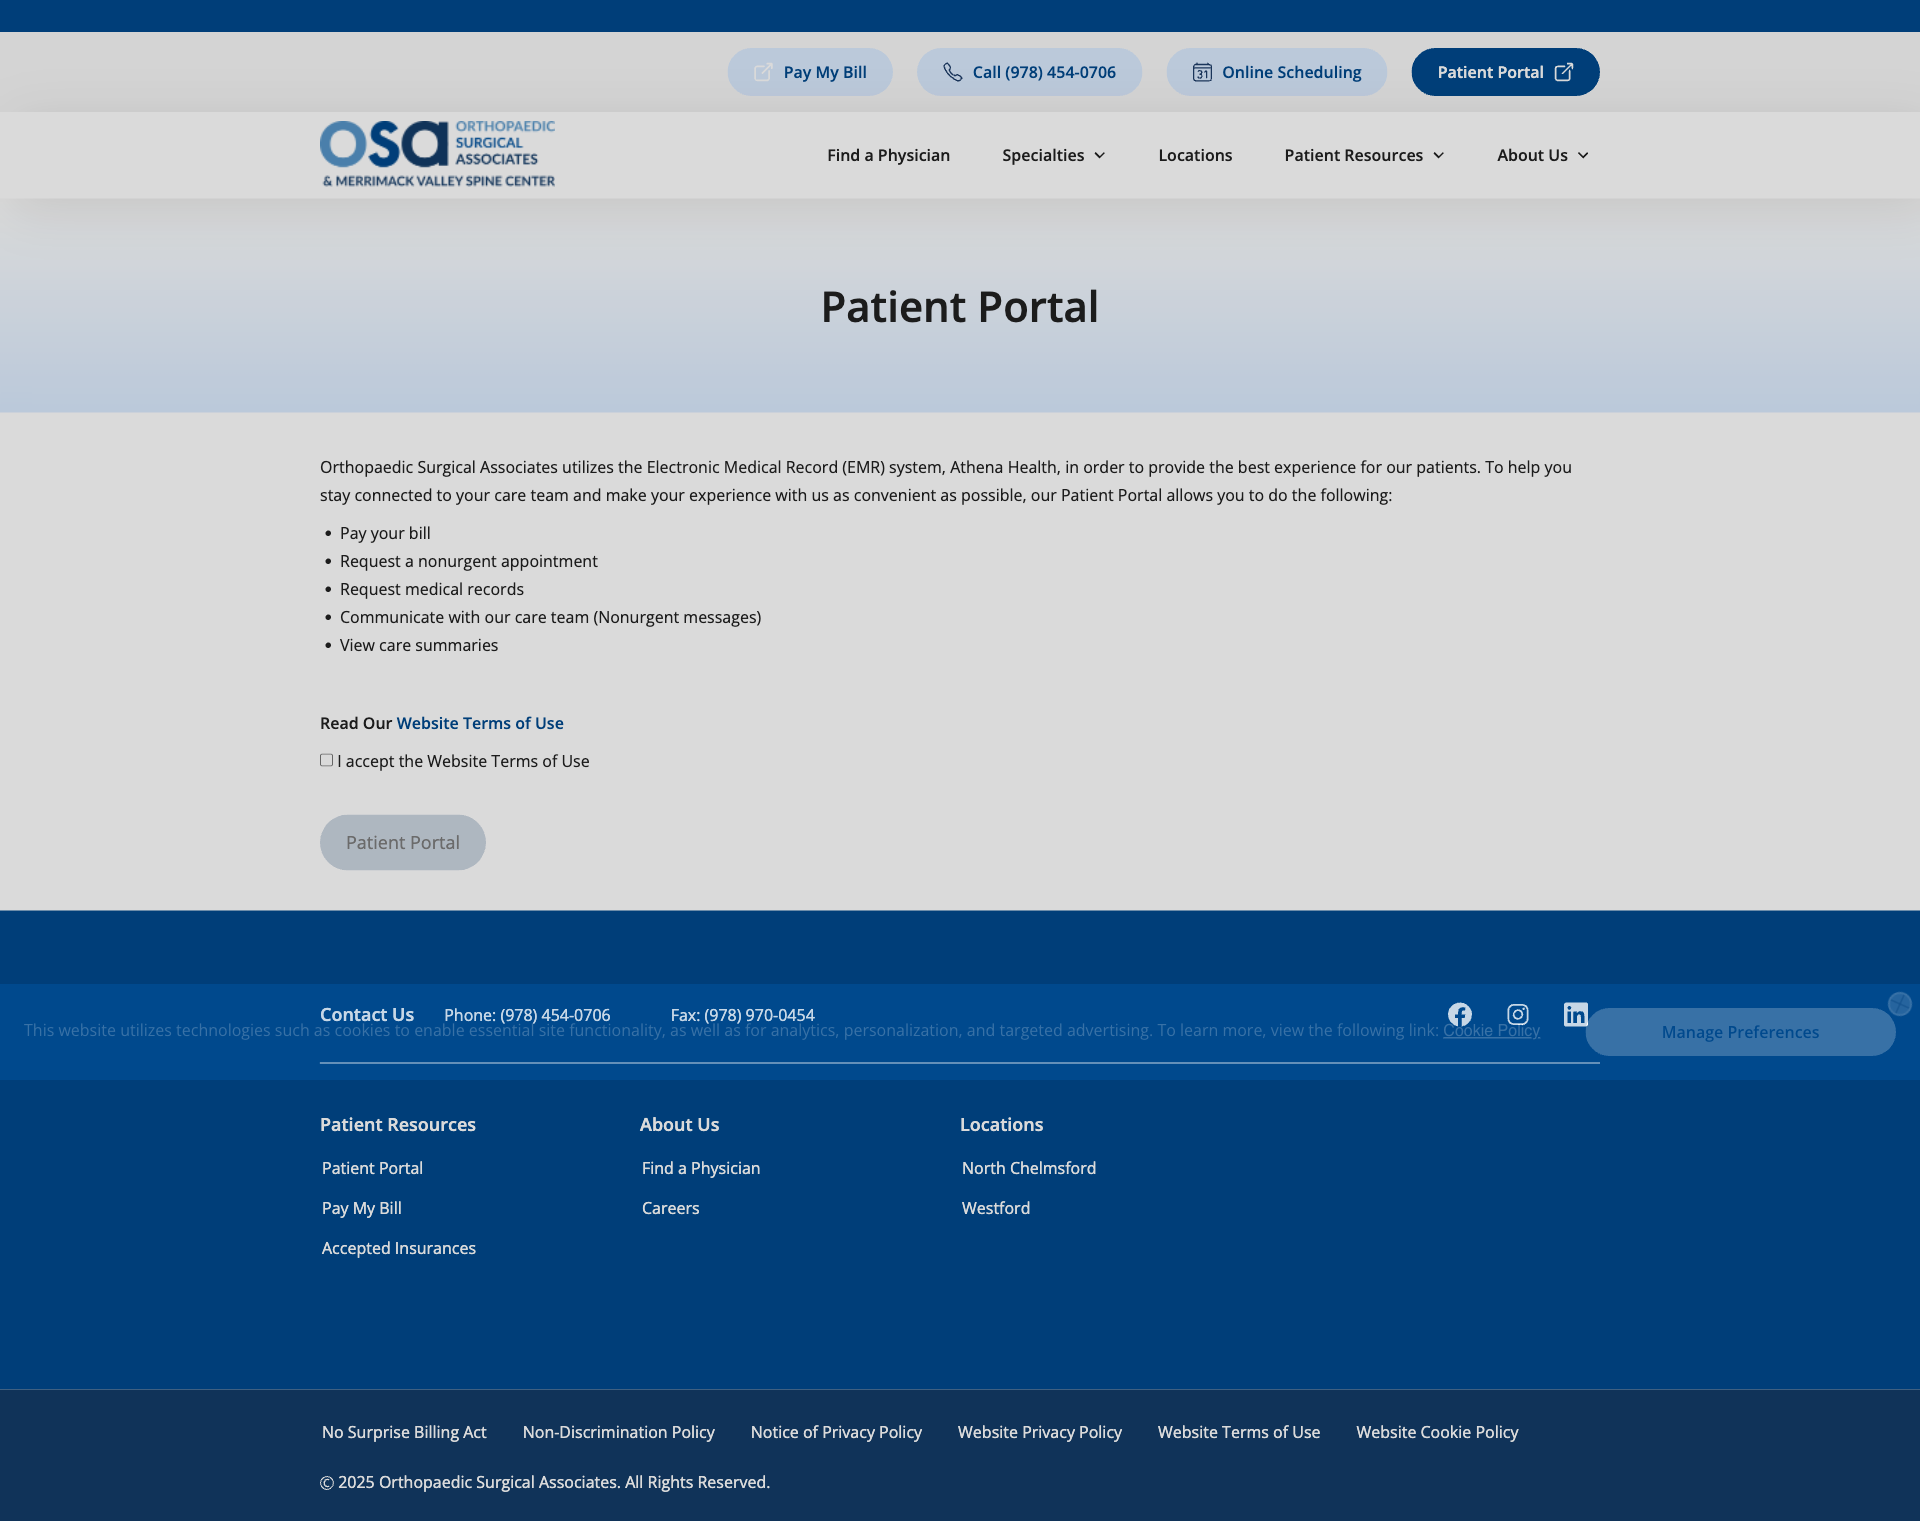 Pay My Bill
Call (978) 454-0706
31
Online Scheduling
Patient Portal
osa
ORTHOPAEDIC
SURGICAL
ASSOCIATES
& MERRIMACK VALLEY SPINE CENTER
Find a Physician
Specialties
Locations
Patient Resources
About Us
Patient Portal
Orthopaedic Surgical Associates utilizes the Electronic Medical Record (EMR) system, Athena Health, in order to provide the best experience for our patients. To help you
stay connected to your care team and make your experience with us as convenient as possible, our Patient Portal allows you to do the following:
• Pay your bill
• Request a nonurgent appointment
• Request medical records
• Communicate with our care team (Nonurgent messages)
• View care summaries
Read Our Website Terms of Use
I accept the Website Terms of Use
Patient Portal
Contact Us
Phone: (978) 454-0706
Fax: (978) 970-0454
This website utilizes technologies such as cookies to enable essential site functionality, as well as for analytics, personalization, and targeted advertising. To learn more, view the following link: Cookie Policy
Manage Preferences
Patient Resources
Patient Portal
Pay My Bill
Accepted Insurances
About Us
Find a Physician
Careers
Locations
North Chelmsford
Westford
No Surprise Billing Act
Non-Discrimination Policy
Notice of Privacy Policy
Website Privacy Policy
Website Terms of Use
Website Cookie Policy
© 2025 Orthopaedic Surgical Associates. All Rights Reserved.